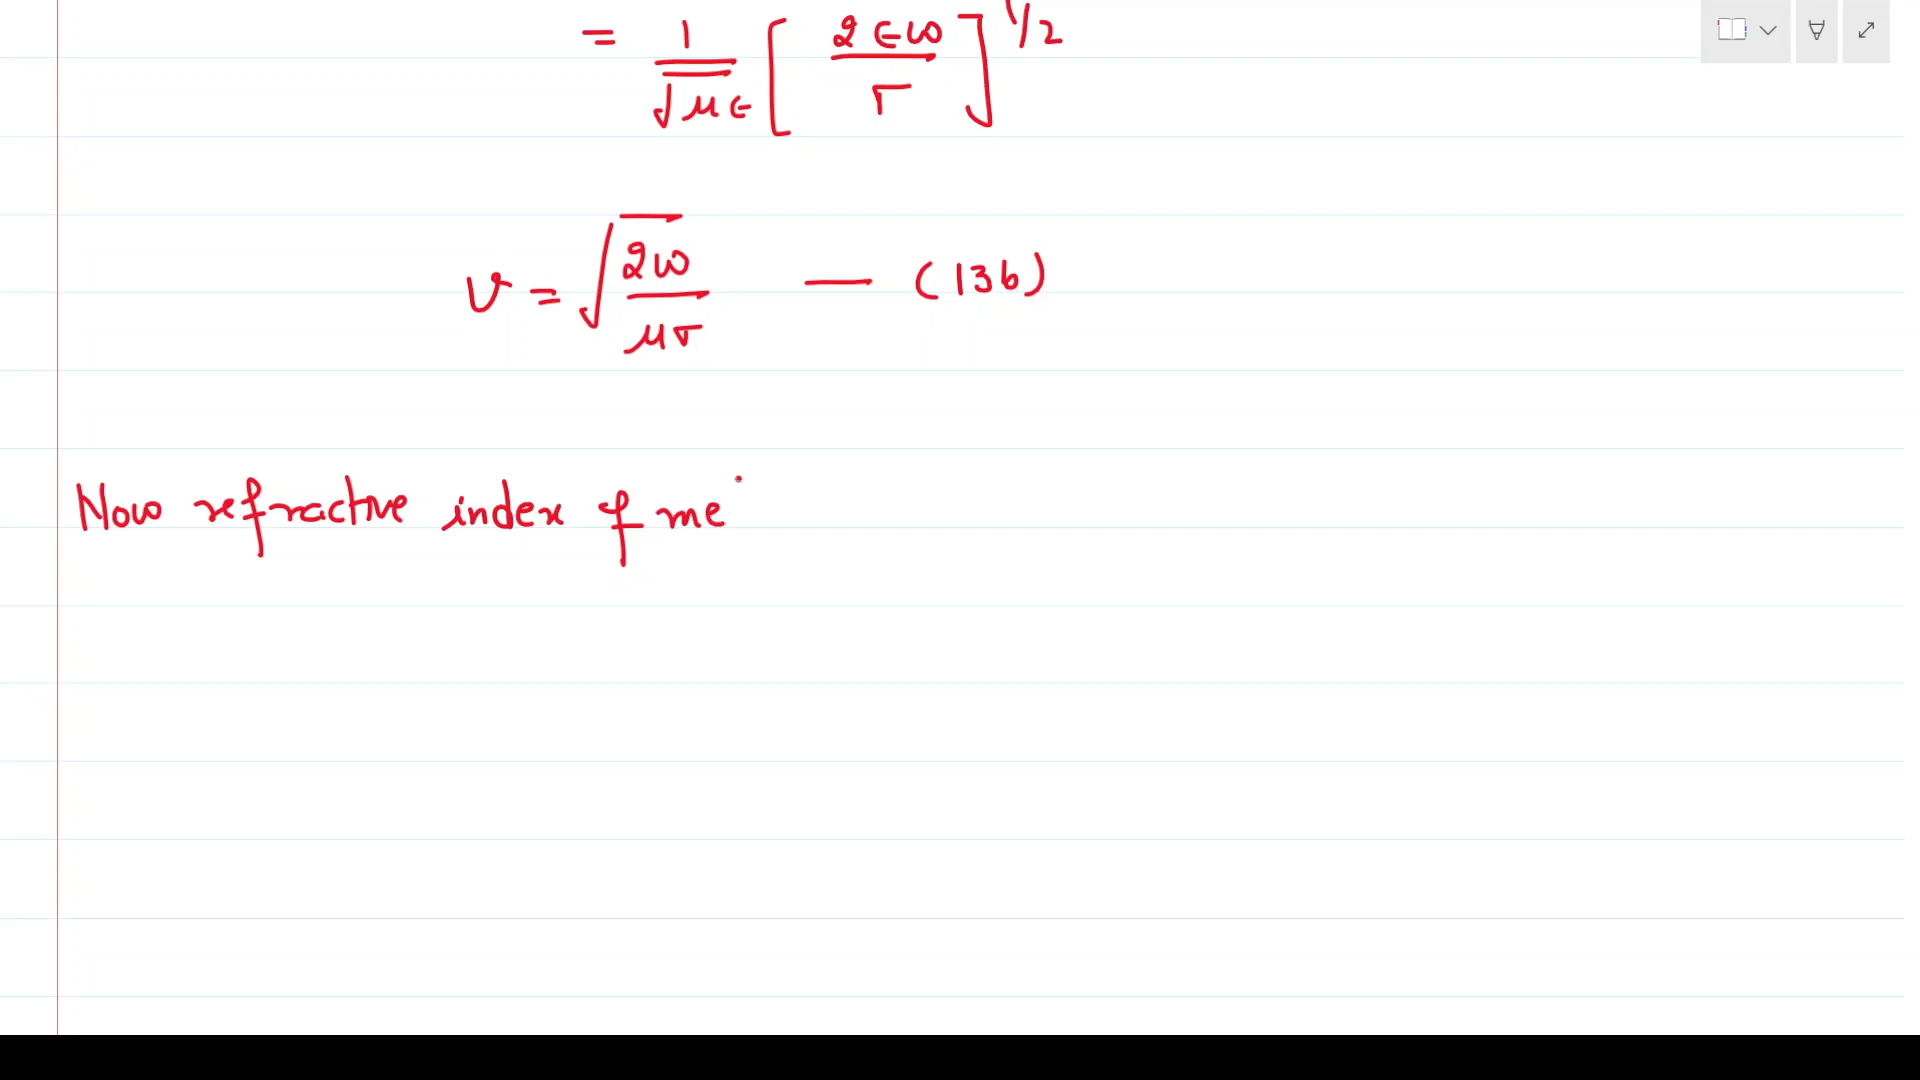 = 1/√με [ 2εω / σ ]^1/2
v = √(2ω / μσ) — (136)
Now refractive index of me